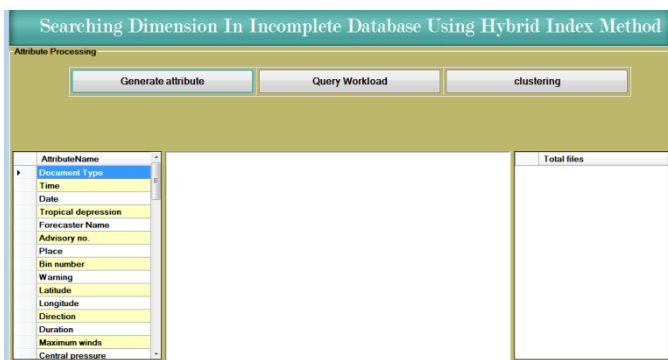 Searching Dimension In Incomplete Database Using Hybrid Index Method
Attribute Processing
Generate attribute
Query Workload
clustering
AttributeName
Document Type
Time
Date
Tropical depression
Forecaster Name
Advisory no.
Place
Bin number
Warning
Latitude
Longitude
Direction
Duration
Maximum winds
Central pressure
Total files